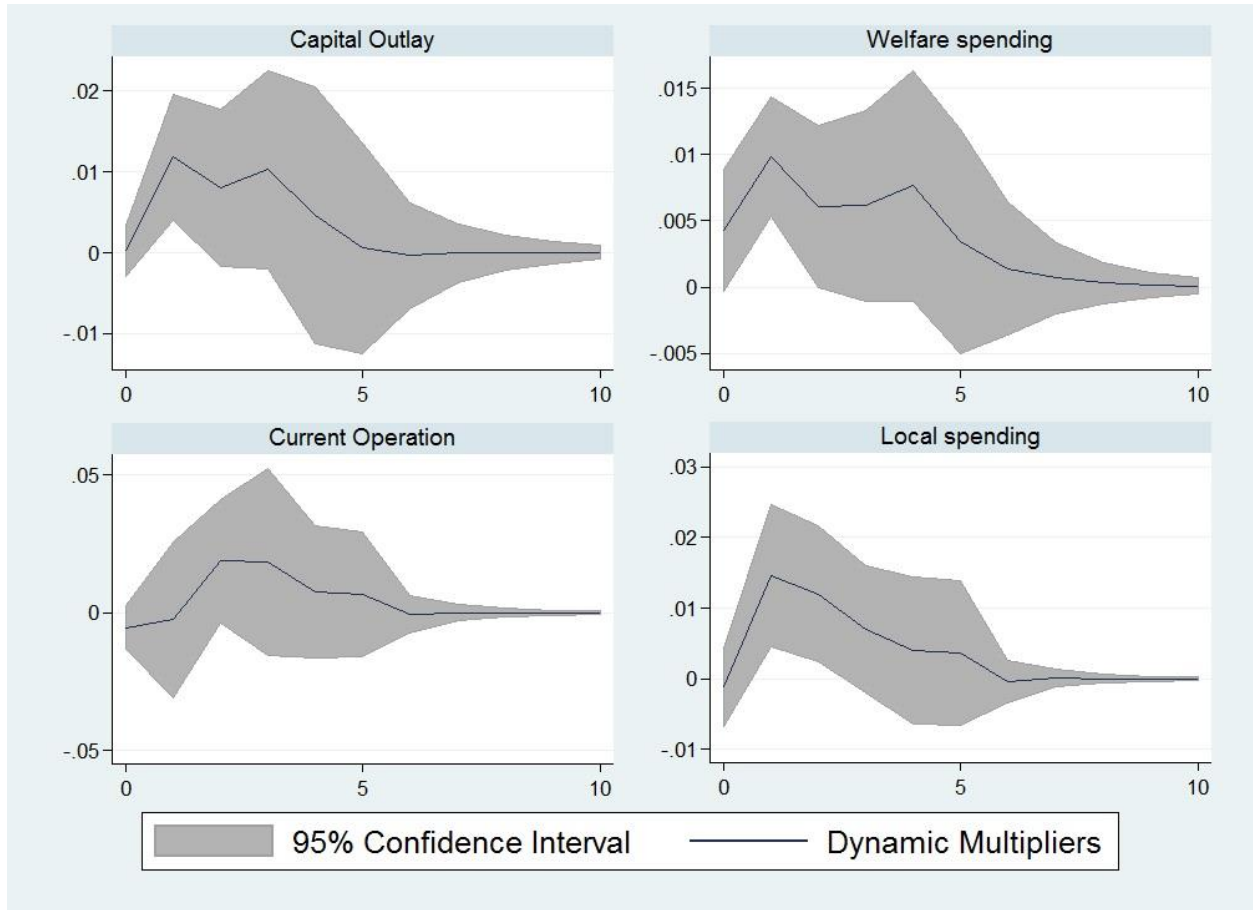 Capital Outlay
.02
.01
0
-.01
0 5 10
Welfare spending
.015
.01
.005
0
-.005
0 5 10
Current Operation
.05
0
-.05
0 5 10
Local spending
.03
.02
.01
0
-.01
0 5 10
95% Confidence Interval Dynamic Multipliers